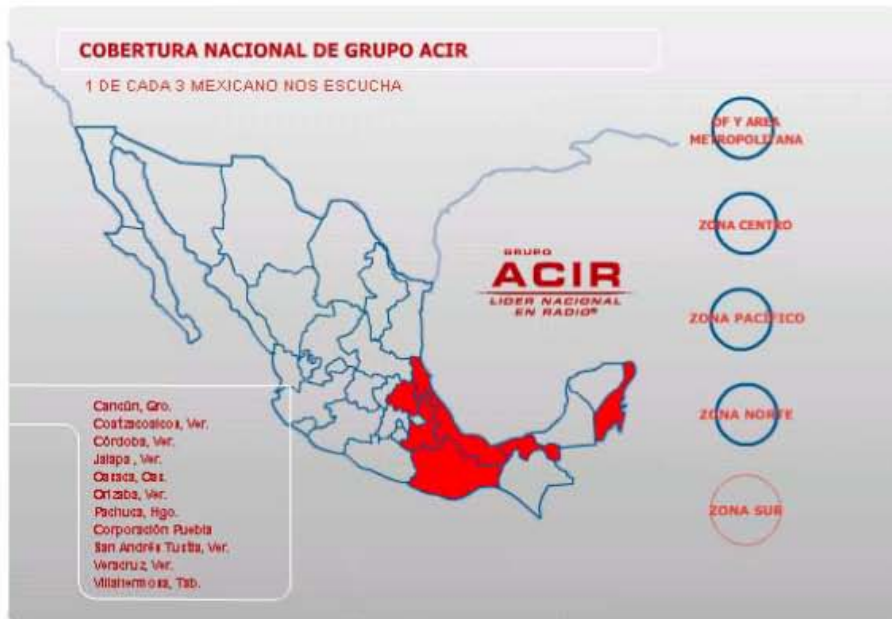 COBERTURA NACIONAL DE GRUPO ACIR
1 DE CADA 3 MEXICANO NOS ESCUCHA
DF Y AREA
METROPOLITANA
ZONA CENTRO
GRUPO
ACIR
LIDER NACIONAL
EN RADIO®
ZONA PACÍFICO
ZONA NORTE
ZONA SUR
Cancún, Qro.
Coatzacoalcos, Ver.
Córdoba, Ver.
Jalapa , Ver.
Oaxaca, Oax.
Orizaba, Ver.
Pachuca, Hgo.
Corporación Puebla
San Andrés Tuxtla, Ver.
Veracruz, Ver.
Villahermosa, Tab.